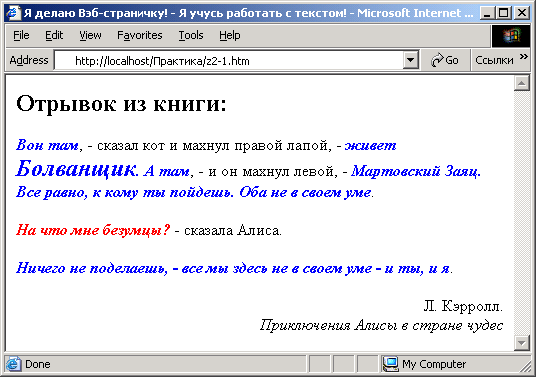 Я делаю Вэб-страничку! - Я учусь работать с текстом! - Microsoft Internet ...
File Edit View Favorites Tools Help
Address http://localhost/Практика/z2-1.htm Go Ссылки »
Отрывок из книги:
Вон там, - сказал кот и махнул правой лапой, - живет
Болванщик. А там, - и он махнул левой, - Мартовский Заяц.
Все равно, к кому ты пойдешь. Оба не в своем уме.
На что мне безумцы? - сказала Алиса.
Ничего не поделаешь, - все мы здесь не в своем уме - и ты, и я.
Л. Кэрролл.
Приключения Алисы в стране чудес
Done My Computer